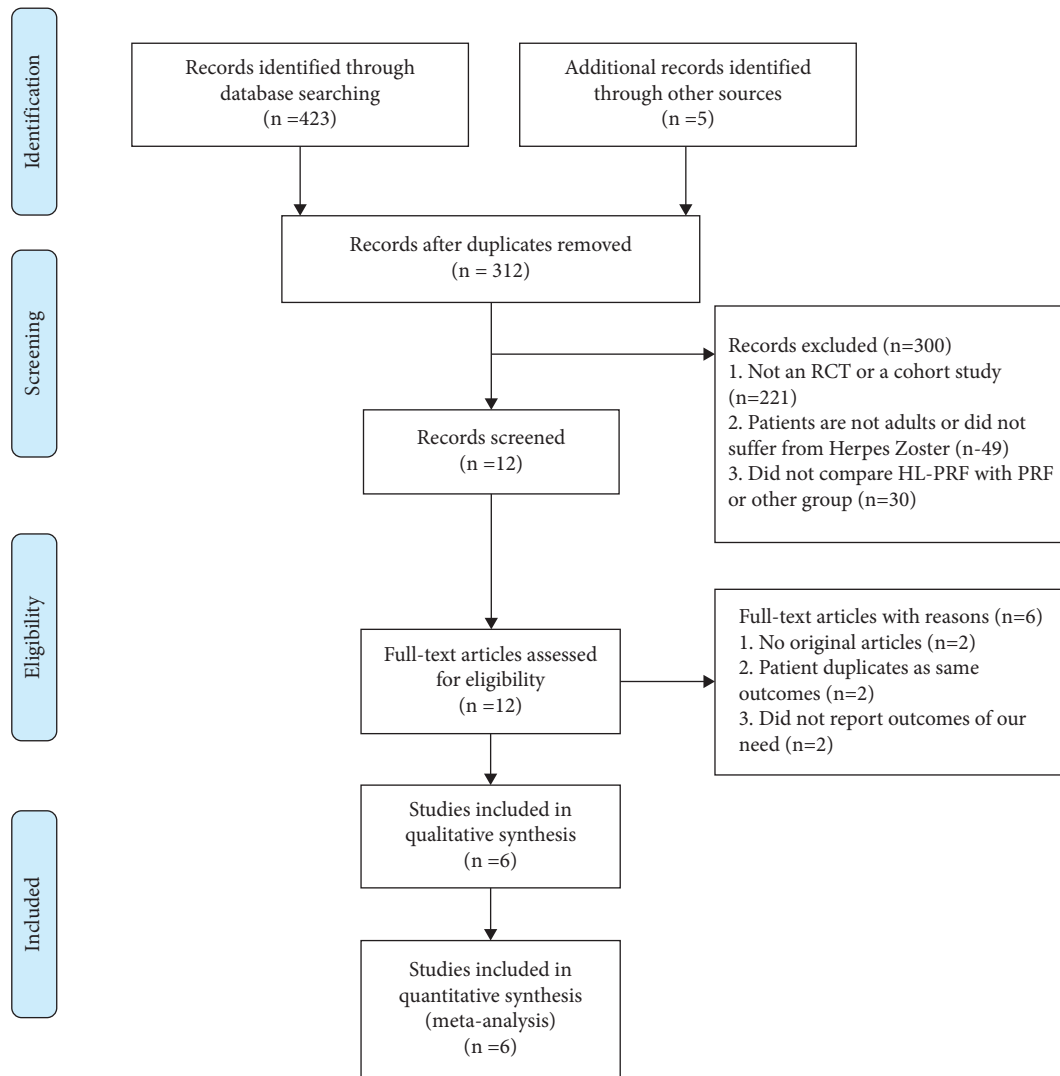 Identification
Records identified through
database searching
(n =423)
Additional records identified
through other sources
(n =5)
Records after duplicates removed
(n = 312)
Screening
Records excluded (n=300)
1. Not an RCT or a cohort study
(n=221)
2. Patients are not adults or did not
suffer from Herpes Zoster (n-49)
3. Did not compare HL-PRF with PRF
or other group (n=30)
Records screened
(n =12)
Eligibility
Full-text articles assessed
for eligibility
(n =12)
Full-text articles with reasons (n=6)
1. No original articles (n=2)
2. Patient duplicates as same
outcomes (n=2)
3. Did not report outcomes of our
need (n=2)
Included
Studies included in
qualitative synthesis
(n =6)
Studies included in
quantitative synthesis
(meta-analysis)
(n =6)